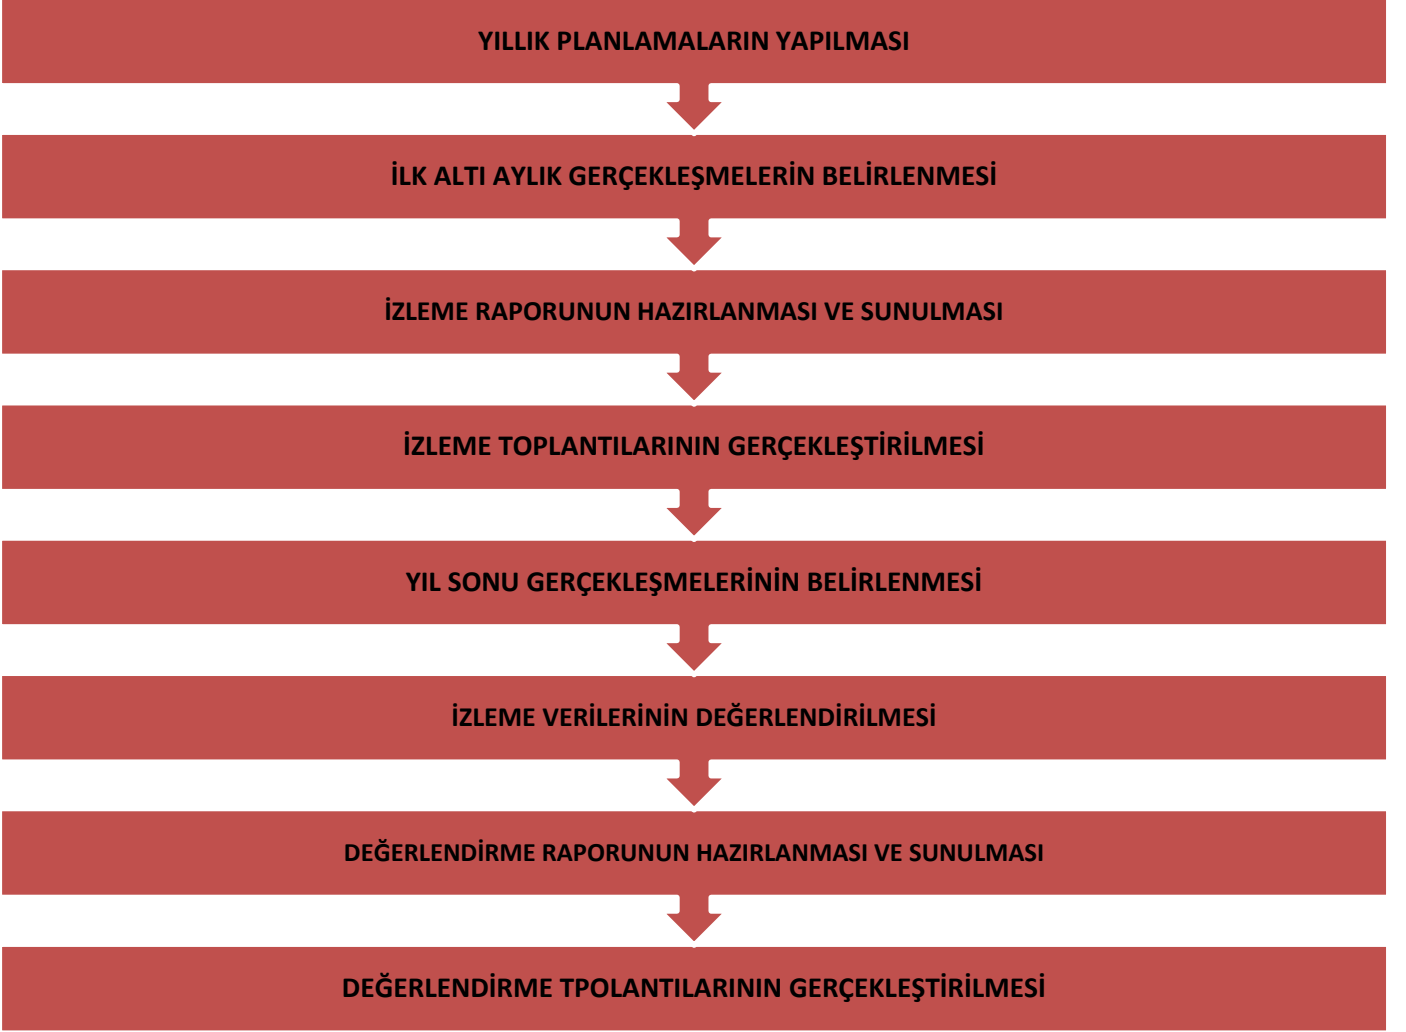 YILLIK PLANLAMALARIN YAPILMASI
İLK ALTI AYLIK GERÇEKLEŞMELERİN BELİRLENMESİ
İZLEME RAPORUNUN HAZIRLANMASI VE SUNULMASI
İZLEME TOPLANTILARININ GERÇEKLEŞTİRİLMESİ
YIL SONU GERÇEKLEŞMELERİNİN BELİRLENMESİ
İZLEME VERİLERİNİN DEĞERLENDİRİLMESİ
DEĞERLENDİRME RAPORUNUN HAZIRLANMASI VE SUNULMASI
DEĞERLENDİRME TPOLANTILARININ GERÇEKLEŞTİRİLMESİ